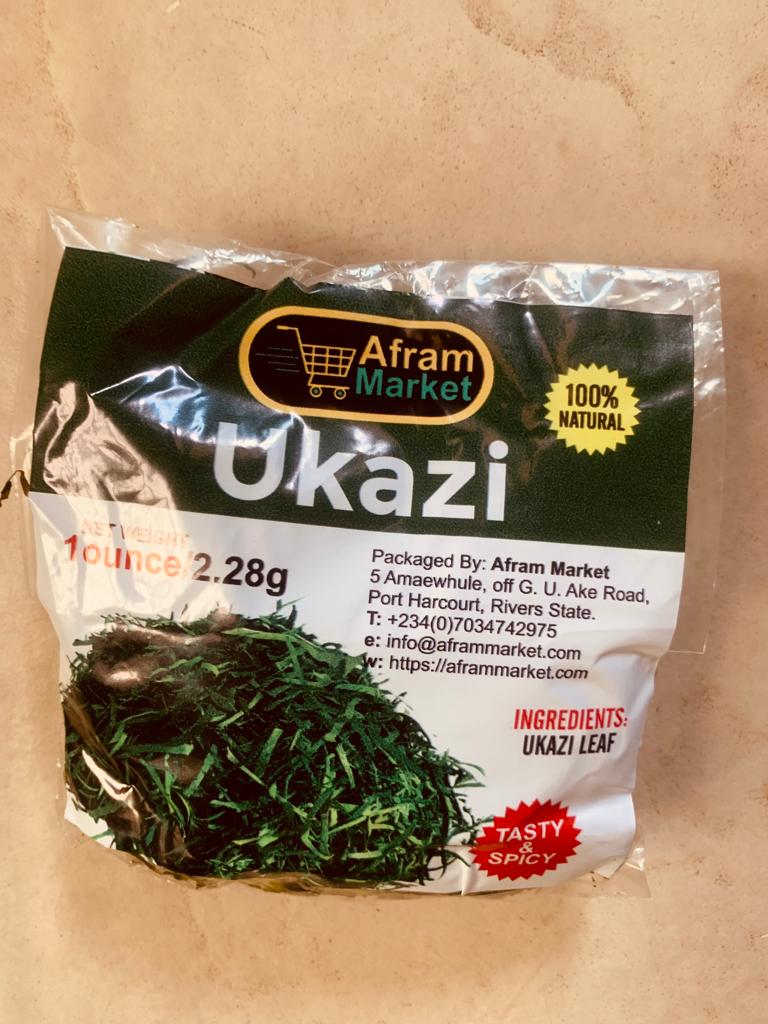 Afram
Market
100%
NATURAL
Ukazi
NET WEIGHT
1ounce/2.28g
Packaged By: Afram Market
5 Amaewhule, off G. U. Ake Road,
Port Harcourt, Rivers State.
T: +234(0)7034742975
e: info@aframmarket.com
w: https://aframmarket.com
INGREDIENTS:
UKAZI LEAF
TASTY
&
SPICY